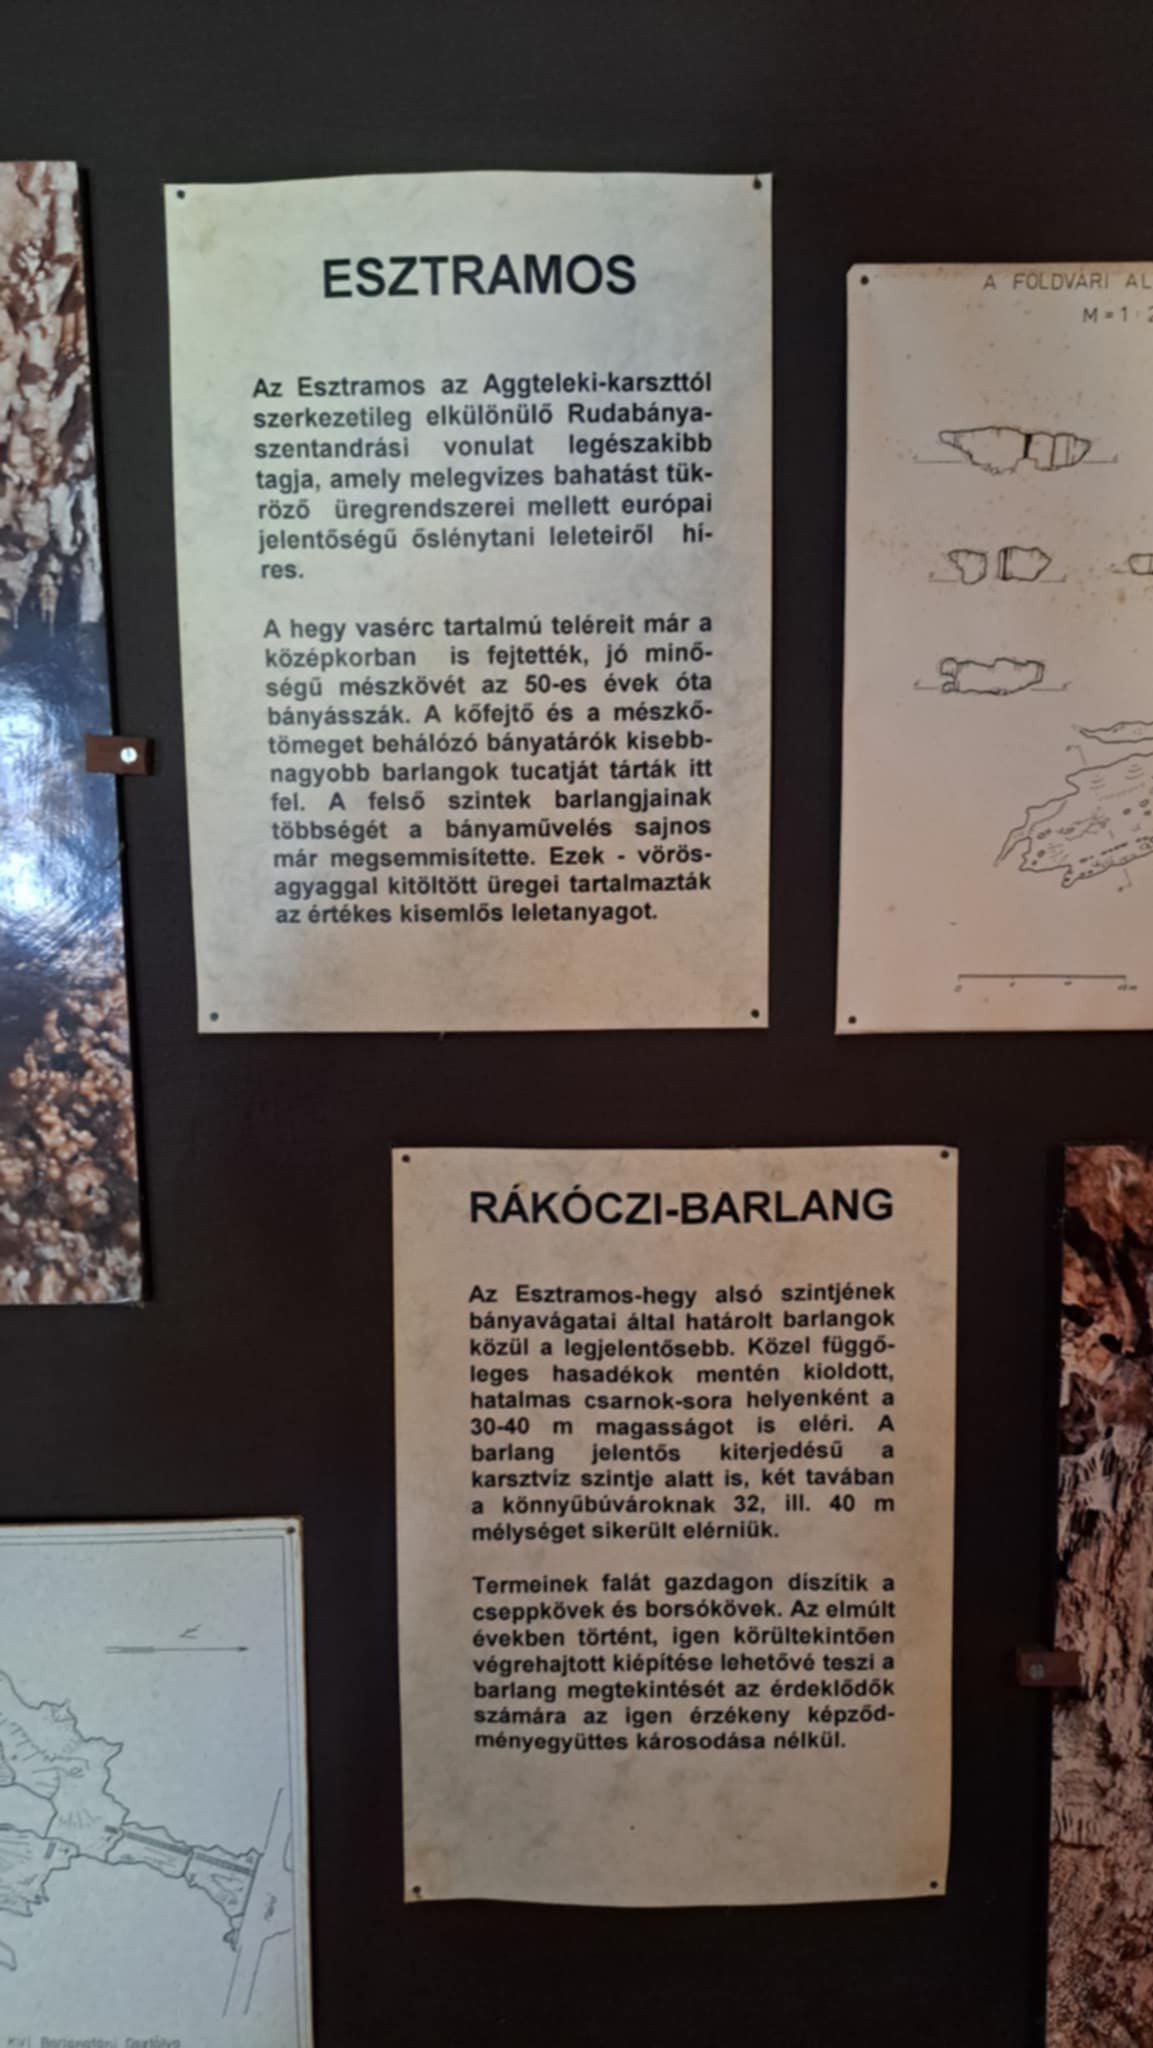 ESZTRAMOS
Az Esztramos az Aggteleki-karszttól
szerkezetileg elkülönülő Rudabánya-
szentandrási vonulat legészakibb
tagja, amely melegvizes bahatást tük-
röző üregrendszerei mellett európai
jelentőségű őslénytani leleteiről hí-
res.
A hegy vasérc tartalmú teléreit már a
középkorban is fejtették, jó minő-
ségű mészkövét az 50-es évek óta
bányásszák. A kőfejtő és a mészkő-
tömeget behálózó bányatárók kisebb-
nagyobb barlangok tucatját tárták itt
fel. A felső szintek barlangjainak
többségét a bányaművelés sajnos
már megsemmisítette. Ezek - vörös-
agyaggal kitöltött üregei tartalmazták
az értékes kisemlős leletanyagot.
A FÖLDVÁRI AL
M = 1 : 2
RÁKÓCZI-BARLANG
Az Esztramos-hegy alsó szintjének
bányavágatai által határolt barlangok
közül a legjelentősebb. Közel függő-
leges hasadékok mentén kioldott,
hatalmas csarnok-sora helyenként a
30-40 m magasságot is eléri. A
barlang jelentős kiterjedésű a
karsztvíz szintje alatt is, két tavában
a könnyűbúvároknak 32, ill. 40 m
mélységet sikerült elérniük.
Termeinek falát gazdagon díszítik a
cseppkövek és borsókövek. Az elmúlt
években történt, igen körültekintően
végrehajtott kiépítése lehetővé teszi a
barlang megtekintését az érdeklődők
számára az igen érzékeny képződ-
ményegyüttes károsodása nélkül.